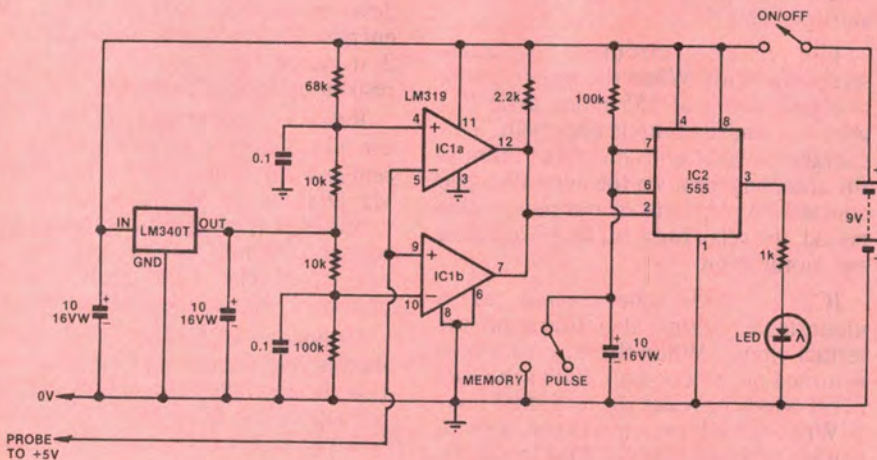 ON/OFF
68k
LM319
2.2k
100k
4
+
11
12
IC1a
0.1
5
−
3
10k
4
8
7
6
2
IC2
555
3
1
9V
+
−
IN
LM340T
OUT
GND
10k
9
+
7
IC1b
10
−
8
6
1k
10
16VW
+
−
10
16VW
+
−
0.1
100k
10
16VW
+
−
LED
λ
MEMORY
PULSE
0V
PROBE
TO +5V